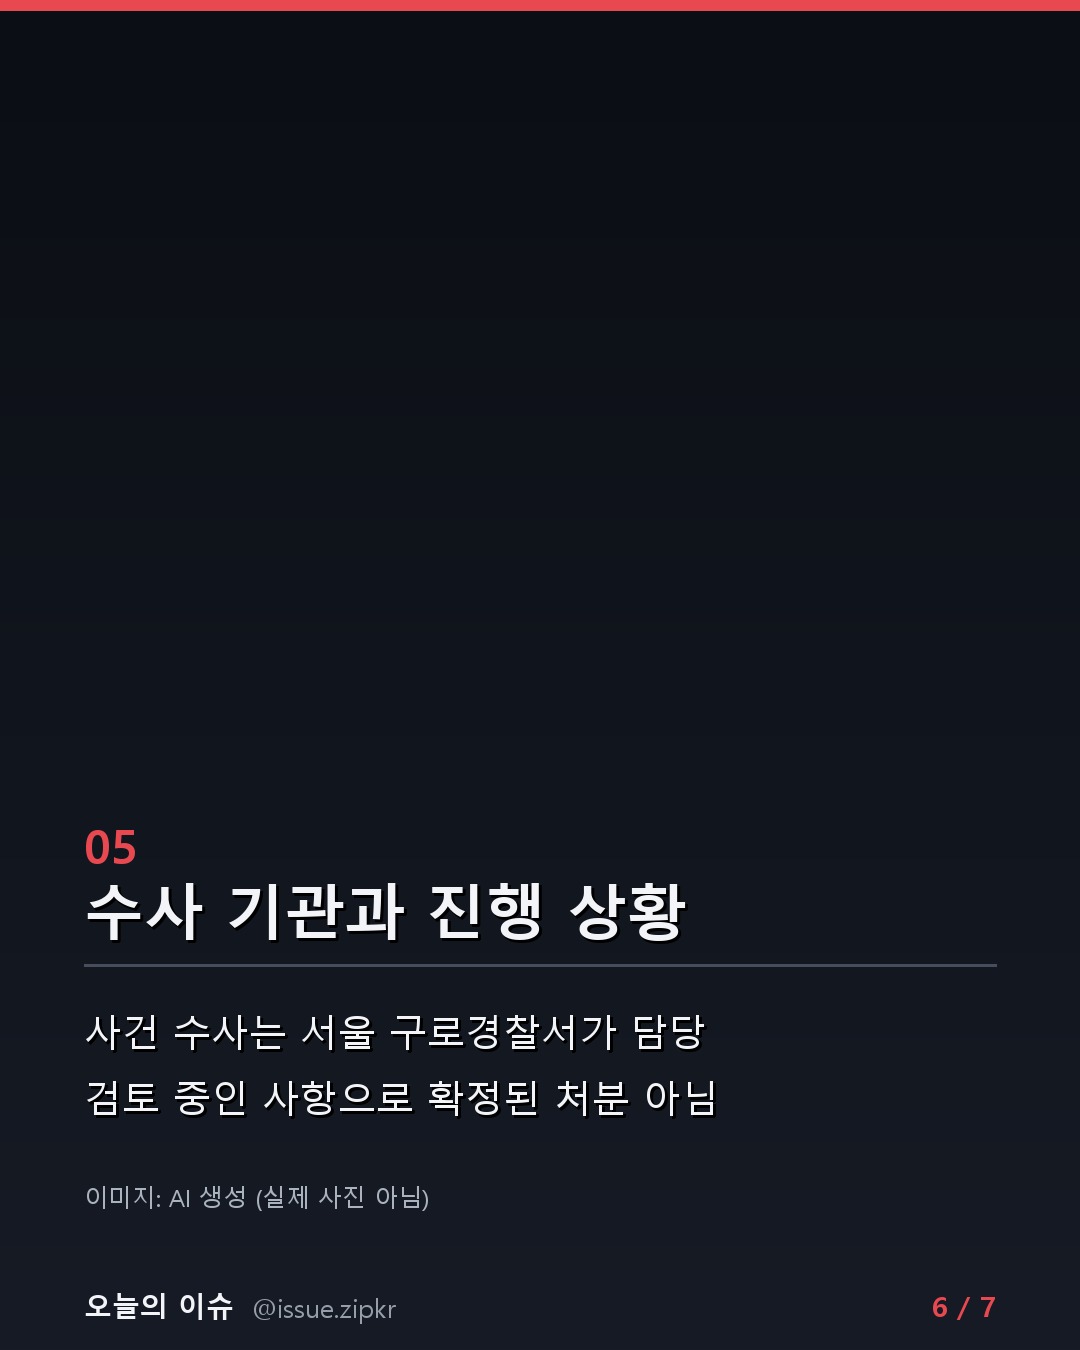 05
수사 기관과 진행 상황
사건 수사는 서울 구로경찰서가 담당
검토 중인 사항으로 확정된 처분 아님
이미지: AI 생성 (실제 사진 아님)
오늘의 이슈 @issue.zipkr 6 / 7